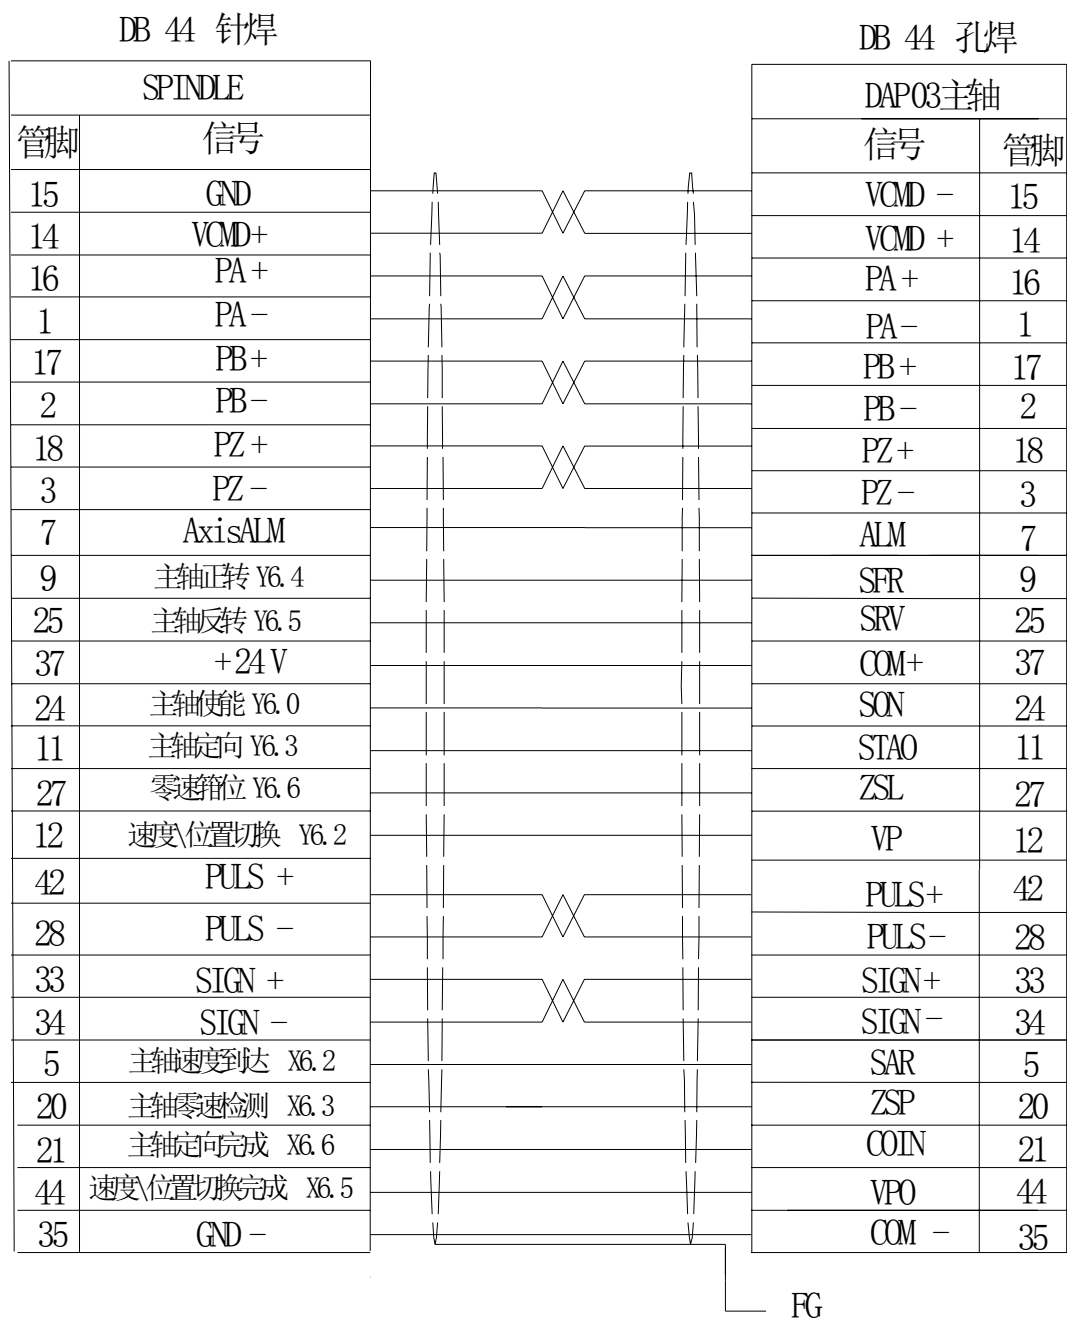 DB 44 针焊
DB 44 孔焊
SPINDLE
DAP03主轴
管脚 信号
信号 管脚
15 GND VCMD - 15
14 VCMD+ VCMD + 14
16 PA+ PA+ 16
1 PA- PA- 1
17 PB+ PB+ 17
2 PB- PB- 2
18 PZ+ PZ+ 18
3 PZ- PZ- 3
7 AxisALM ALM 7
9 主轴正转 Y6.4 SFR 9
25 主轴反转 Y6.5 SRV 25
37 +24V COM+ 37
24 主轴使能 Y6.0 SON 24
11 主轴定向 Y6.3 STAO 11
27 零速箝位 Y6.6 ZSL 27
12 速度\位置切换 Y6.2 VP 12
42 PULS + PULS+ 42
28 PULS - PULS- 28
33 SIGN + SIGN+ 33
34 SIGN - SIGN- 34
5 主轴速度到达 X6.2 SAR 5
20 主轴零速检测 X6.3 ZSP 20
21 主轴定向完成 X6.6 COIN 21
44 速度\位置切换完成 X6.5 VPO 44
35 GND- COM - 35
FG